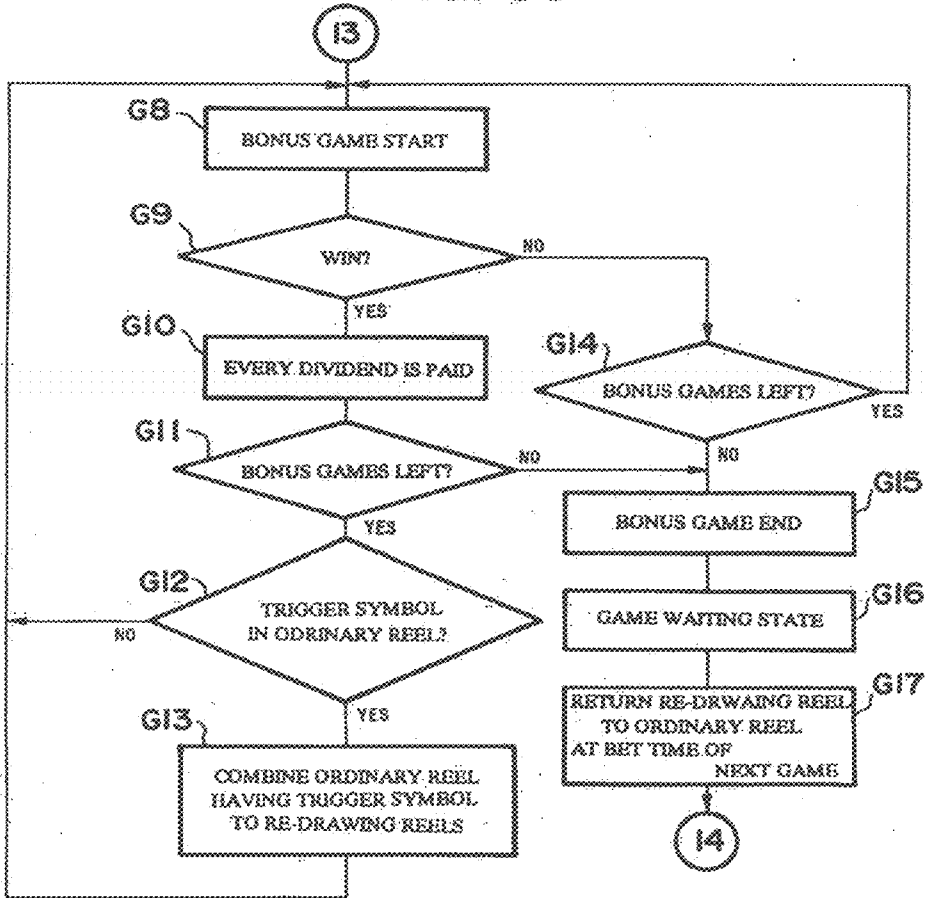 13
G8
BONUS GAME START
G9
WIN?
NO
YES
G10
EVERY DIVIDEND IS PAID
G14
BONUS GAMES LEFT?
YES
NO
G11
BONUS GAMES LEFT?
NO
YES
G15
BONUS GAME END
G12
TRIGGER SYMBOL
IN ODRINARY REEL?
NO
YES
G16
GAME WAITING STATE
G17
RETURN RE-DRWAING REEL
TO ORDINARY REEL
AT BET TIME OF
NEXT GAME
G13
COMBINE ORDINARY REEL
HAVING TRIGGER SYMBOL
TO RE-DRAWING REELS
14